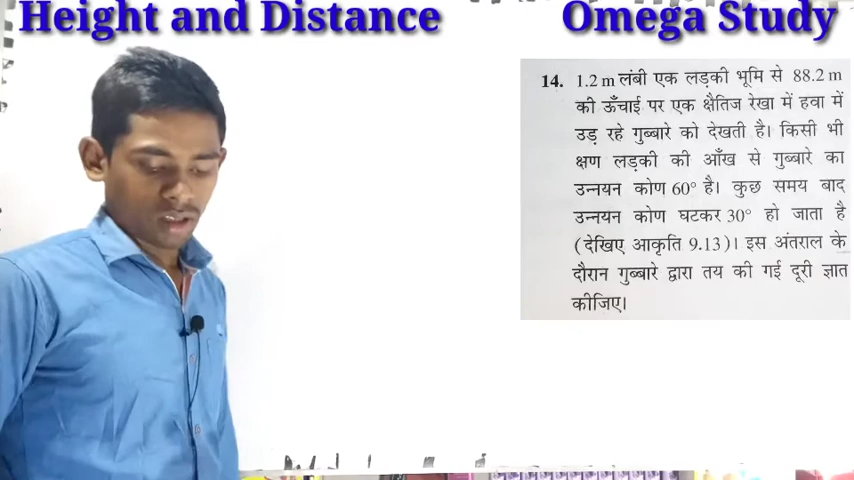 Height and Distance
Omega Study
14. 1.2 m लंबी एक लड़की भूमि से 88.2 m
की ऊँचाई पर एक क्षैतिज रेखा में हवा में
उड़ रहे गुब्बारे को देखती है। किसी भी
क्षण लड़की की आँख से गुब्बारे का
उन्नयन कोण 60° है। कुछ समय बाद
उन्नयन कोण घटकर 30° हो जाता है
(देखिए आकृति 9.13)। इस अंतराल के
दौरान गुब्बारे द्वारा तय की गई दूरी ज्ञात
कीजिए।